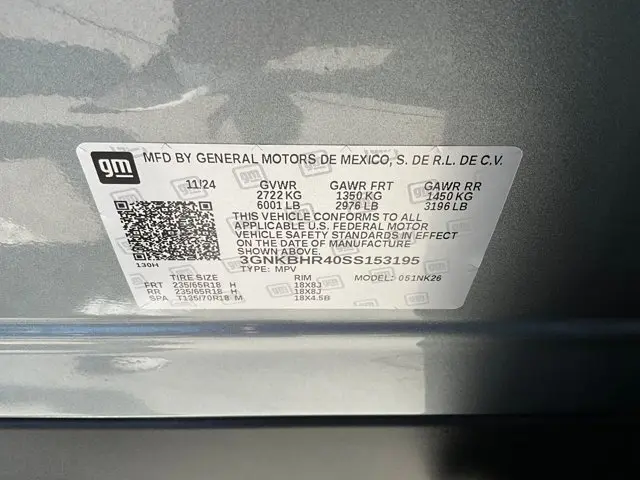 gm MFD BY GENERAL MOTORS DE MEXICO, S. DE R.L. DE C.V.
11/24 GVWR GAWR FRT GAWR RR
2722 KG 1350 KG 1450 KG
6001 LB 2976 LB 3196 LB
THIS VEHICLE CONFORMS TO ALL
APPLICABLE U.S. FEDERAL MOTOR
VEHICLE SAFETY STANDARDS IN EFFECT
ON THE DATE OF MANUFACTURE
SHOWN ABOVE.
3GNKBHR40SS153195
130H TYPE: MPV
TIRE SIZE RIM MODEL: 051NK26
FRT 235/65R18 H 18X8J
RR 235/65R18 H 18X8J
SPA T135/70R18 M 18X4.5B